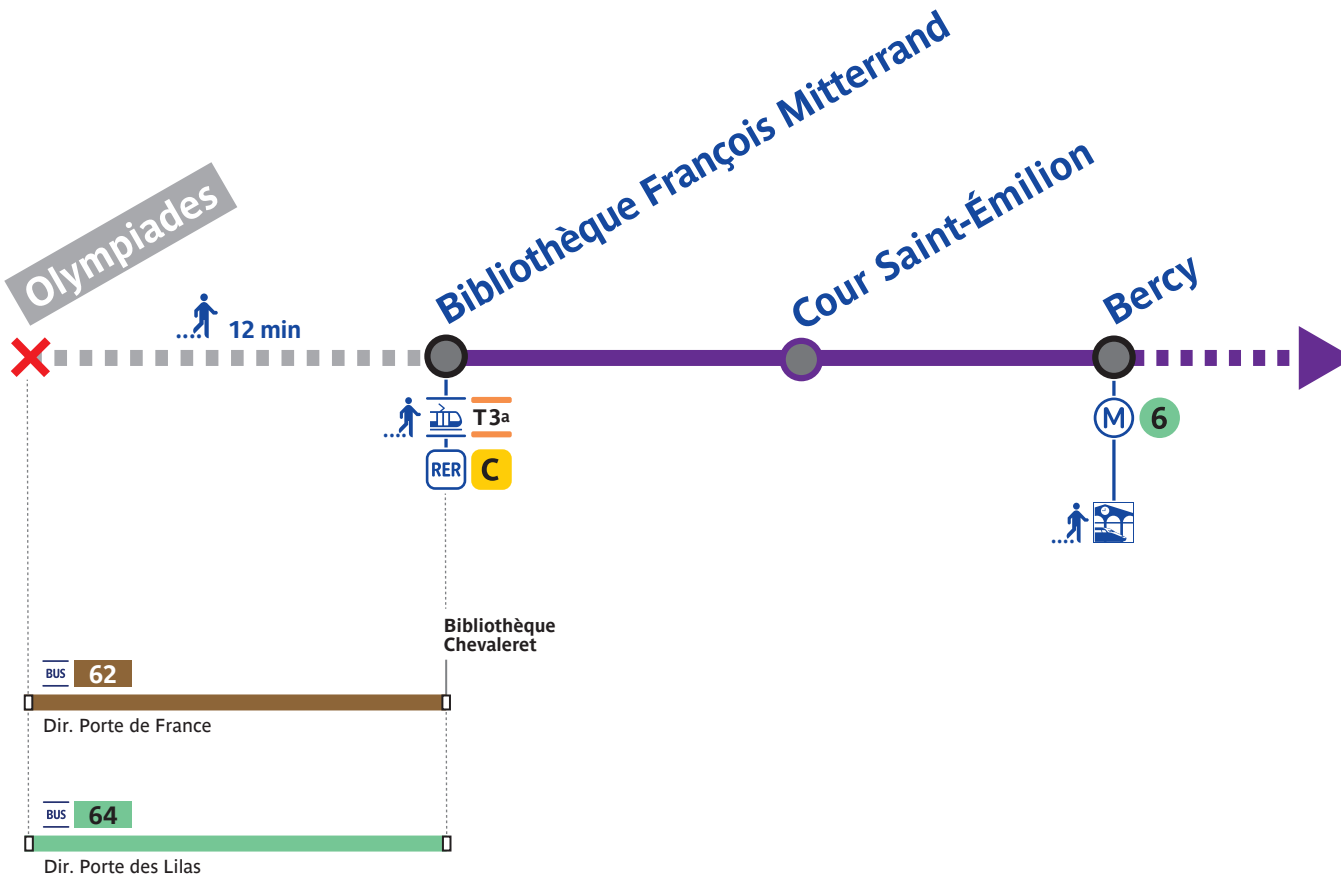 Olympiades
Bibliothèque François Mitterrand
Cour Saint-Émilion
Bercy
12 min
T3a
RER C
M 6
Bibliothèque
Chevaleret
BUS 62
Dir. Porte de France
BUS 64
Dir. Porte des Lilas